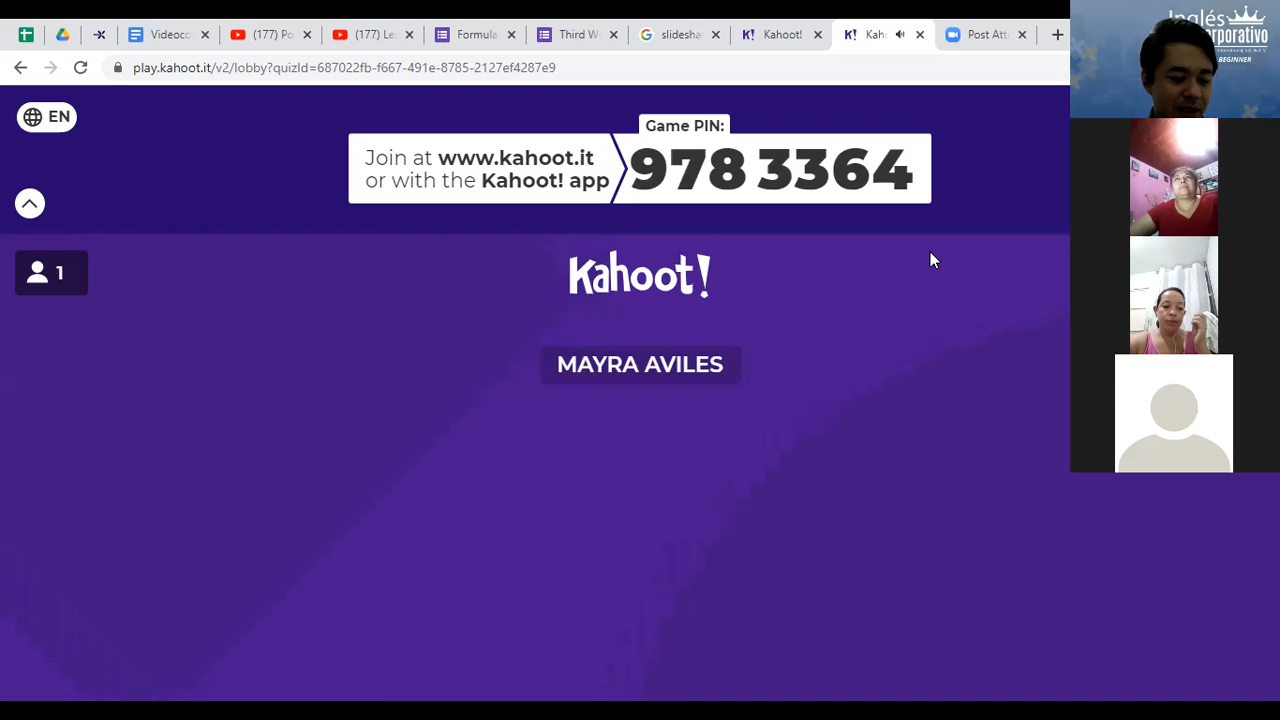 Videoco
(177) Po
(177) Le
Formula
Third W
slidesha
Kahoot!
Kaho
Post Att
play.kahoot.it/v2/lobby?quizId=687022fb-f667-491e-8785-2127ef4287e9
EN
Game PIN:
Join at www.kahoot.it
or with the Kahoot! app
978 3364
1
Kahoot!
MAYRA AVILES
Inglés
BEGINNER